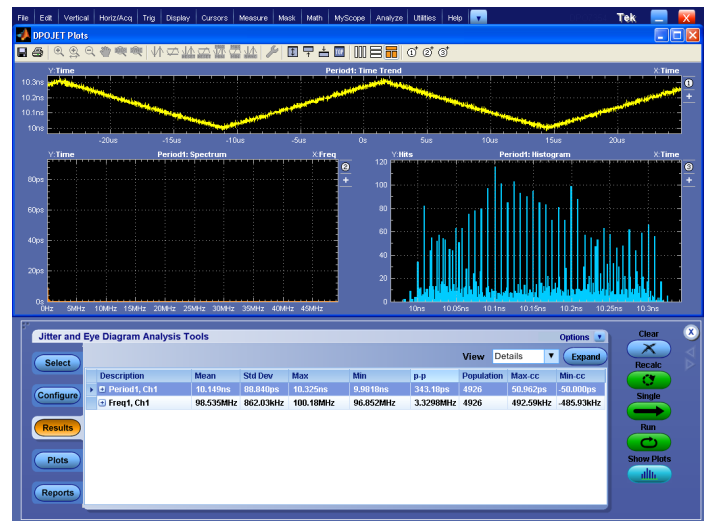 File Edit Vertical Horiz/Acq Trig Display Cursors Measure Mask Math MyScope Analyze Utilities Help Tek X
DPOJET Plots
Y:Time Period1: Time Trend X:Time
10.3ns
10.2ns
10.1ns
10ns
-20us -15us -10us -5us 0s 5us 10us 15us 20us
1
+
Y:Time Period1: Spectrum X:Freq
80ps
60ps
40ps
20ps
0s
0Hz 5MHz 10MHz 15MHz 20MHz 25MHz 30MHz 35MHz 40MHz 45MHz
2
+
Y:Hits Period1: Histogram X:Time
120
100
80
60
40
20
0
10ns 10.05ns 10.1ns 10.15ns 10.2ns 10.25ns 10.3ns
3
+
Jitter and Eye Diagram Analysis Tools Options
View Details Expand
Select
Configure
Results
Plots
Reports
Description Mean Std Dev Max Min p-p Population Max-cc Min-cc
Period1, Ch1 10.149ns 88.840ps 10.325ns 9.9818ns 343.18ps 4926 50.962ps -50.000ps
Freq1, Ch1 98.535MHz 862.03kHz 100.18MHz 96.852MHz 3.3298MHz 4926 492.59kHz -485.93kHz
Clear
Recalc
Single
Run
Show Plots
X